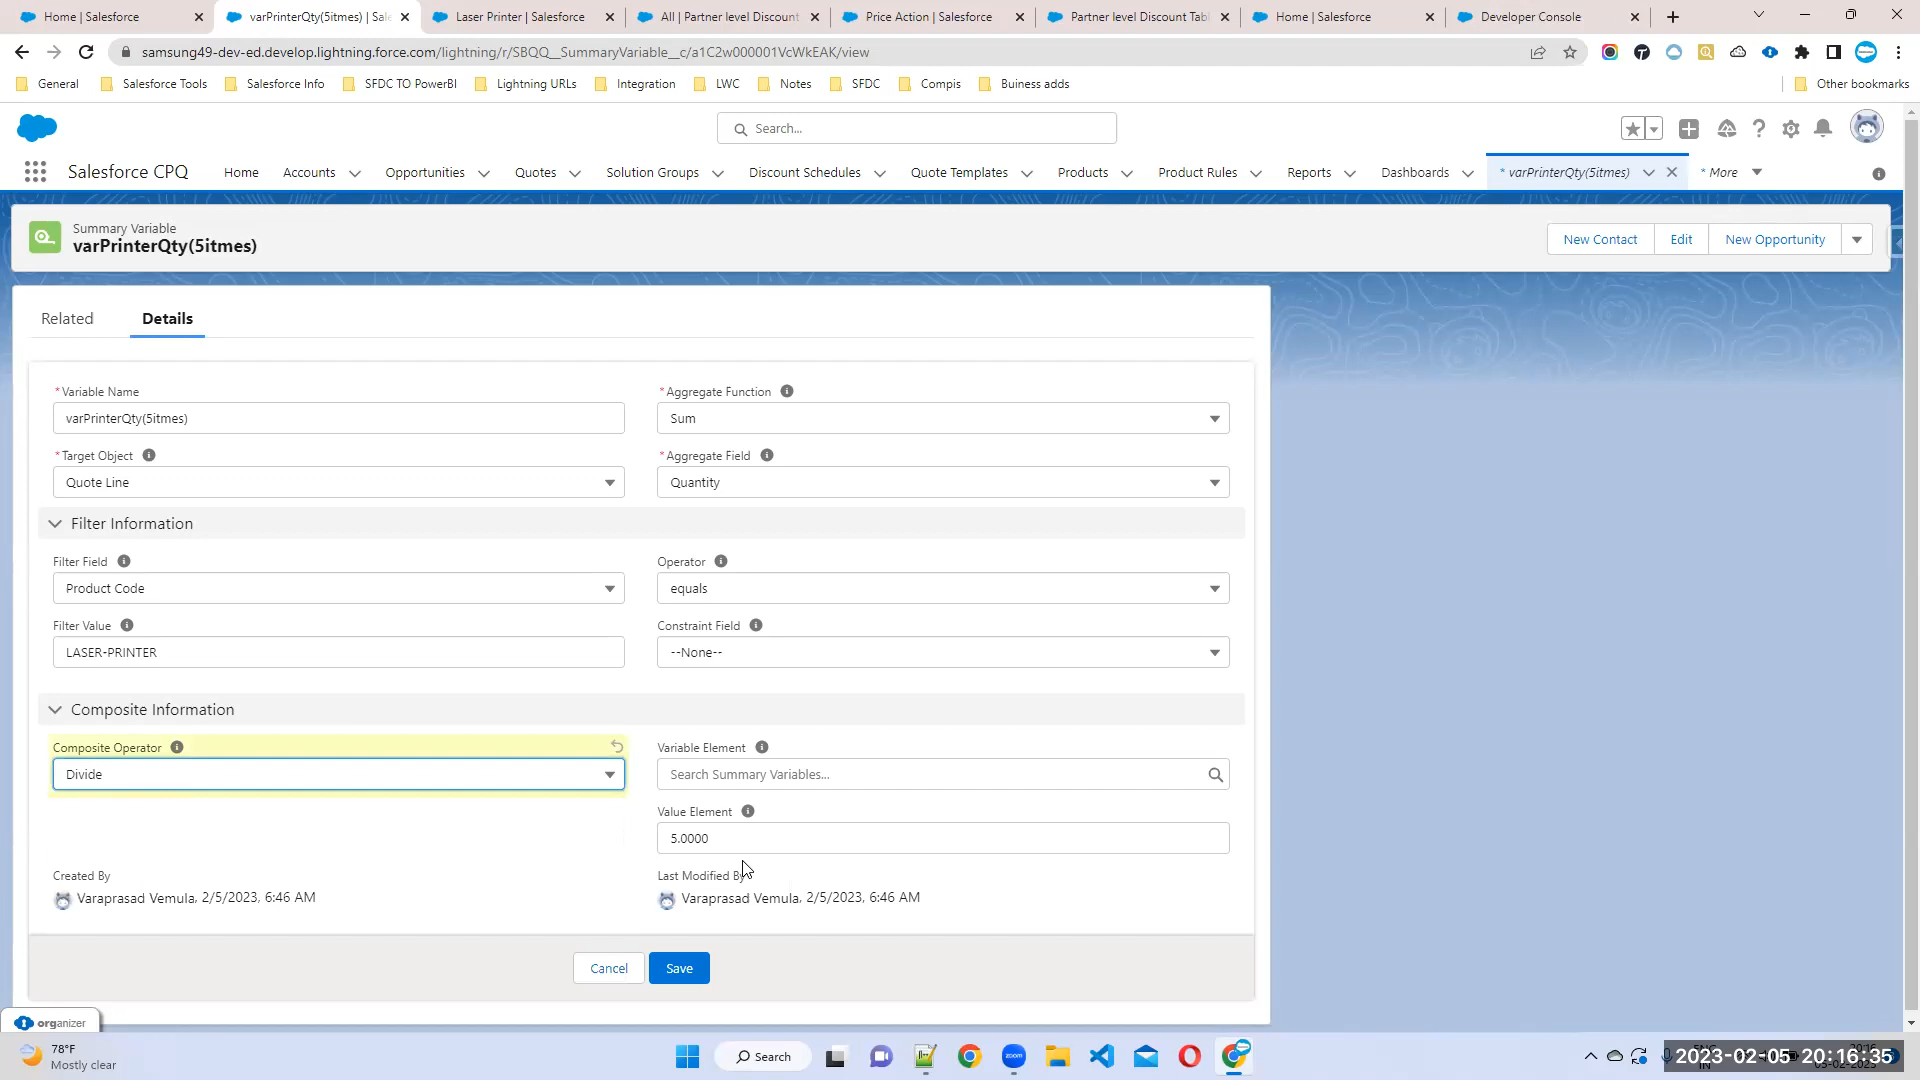 Home | Salesforce
varPrinterQty(5itmes) | Sale
Laser Printer | Salesforce
All | Partner level Discount
Price Action | Salesforce
Partner level Discount Tabl
Home | Salesforce
Developer Console
samsung49-dev-ed.develop.lightning.force.com/lightning/r/SBQQ__SummaryVariable__c/a1C2w000001VcWkEAK/view
General
Salesforce Tools
Salesforce Info
SFDC TO PowerBI
Lightning URLs
Integration
LWC
Notes
SFDC
Compis
Buiness adds
Other bookmarks
Search...
Salesforce CPQ
Home
Accounts
Opportunities
Quotes
Solution Groups
Discount Schedules
Quote Templates
Products
Product Rules
Reports
Dashboards
* varPrinterQty(5itmes)
* More
Summary Variable
varPrinterQty(5itmes)
New Contact
Edit
New Opportunity
Related
Details
*Variable Name
varPrinterQty(5itmes)
*Aggregate Function
Sum
*Target Object
Quote Line
*Aggregate Field
Quantity
Filter Information
Filter Field
Product Code
Operator
equals
Filter Value
LASER-PRINTER
Constraint Field
--None--
Composite Information
Composite Operator
Divide
Variable Element
Search Summary Variables...
Value Element
5.0000
Created By
Varaprasad Vemula, 2/5/2023, 6:46 AM
Last Modified By
Varaprasad Vemula, 2/5/2023, 6:46 AM
Cancel
Save
organizer
78°F
Mostly clear
Search
zoom
2023-02-05 20:16:35